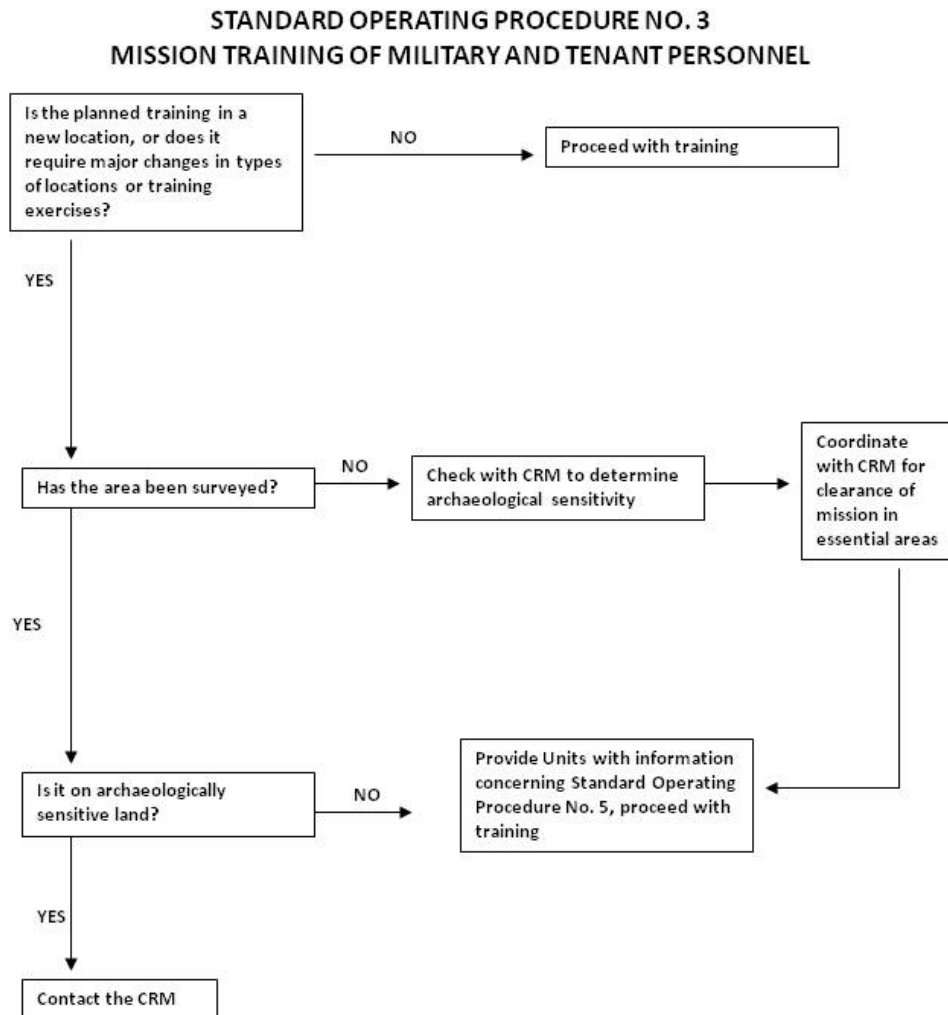 STANDARD OPERATING PROCEDURE NO. 3
MISSION TRAINING OF MILITARY AND TENANT PERSONNEL
Is the planned training in a
new location, or does it
require major changes in types
of locations or training
exercises?
NO
Proceed with training
YES
Has the area been surveyed?
NO
Check with CRM to determine
archaeological sensitivity
Coordinate
with CRM for
clearance of
mission in
essential areas
YES
Is it on archaeologically
sensitive land?
NO
Provide Units with information
concerning Standard Operating
Procedure No. 5, proceed with
training
YES
Contact the CRM